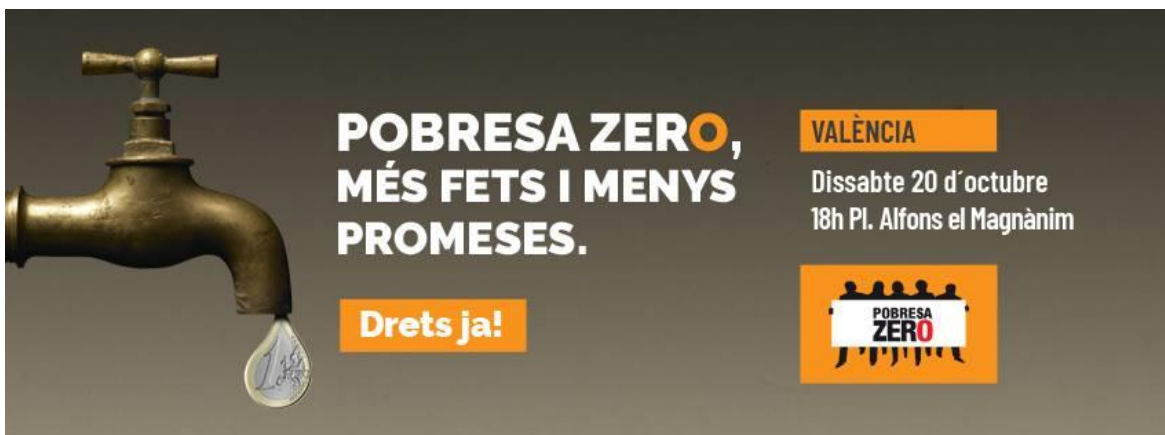 POBRESA ZERO,
MÉS FETS I MENYS
PROMESES.
Drets ja!
VALÈNCIA
Dissabte 20 d´octubre
18h Pl. Alfons el Magnànim
POBRESA
ZERO
1